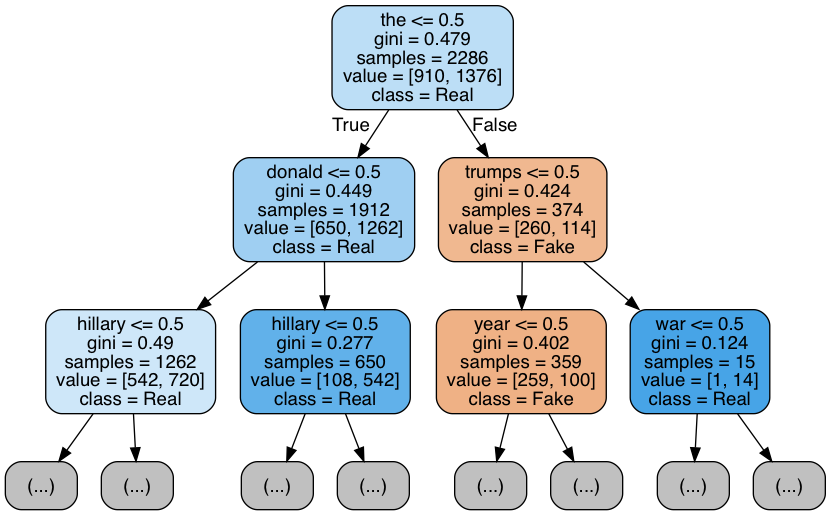 the <= 0.5
gini = 0.479
samples = 2286
value = [910, 1376]
class = Real
True
False
donald <= 0.5
gini = 0.449
samples = 1912
value = [650, 1262]
class = Real
trumps <= 0.5
gini = 0.424
samples = 374
value = [260, 114]
class = Fake
hillary <= 0.5
gini = 0.49
samples = 1262
value = [542, 720]
class = Real
hillary <= 0.5
gini = 0.277
samples = 650
value = [108, 542]
class = Real
year <= 0.5
gini = 0.402
samples = 359
value = [259, 100]
class = Fake
war <= 0.5
gini = 0.124
samples = 15
value = [1, 14]
class = Real
(...)
(...)
(...)
(...)
(...)
(...)
(...)
(...)